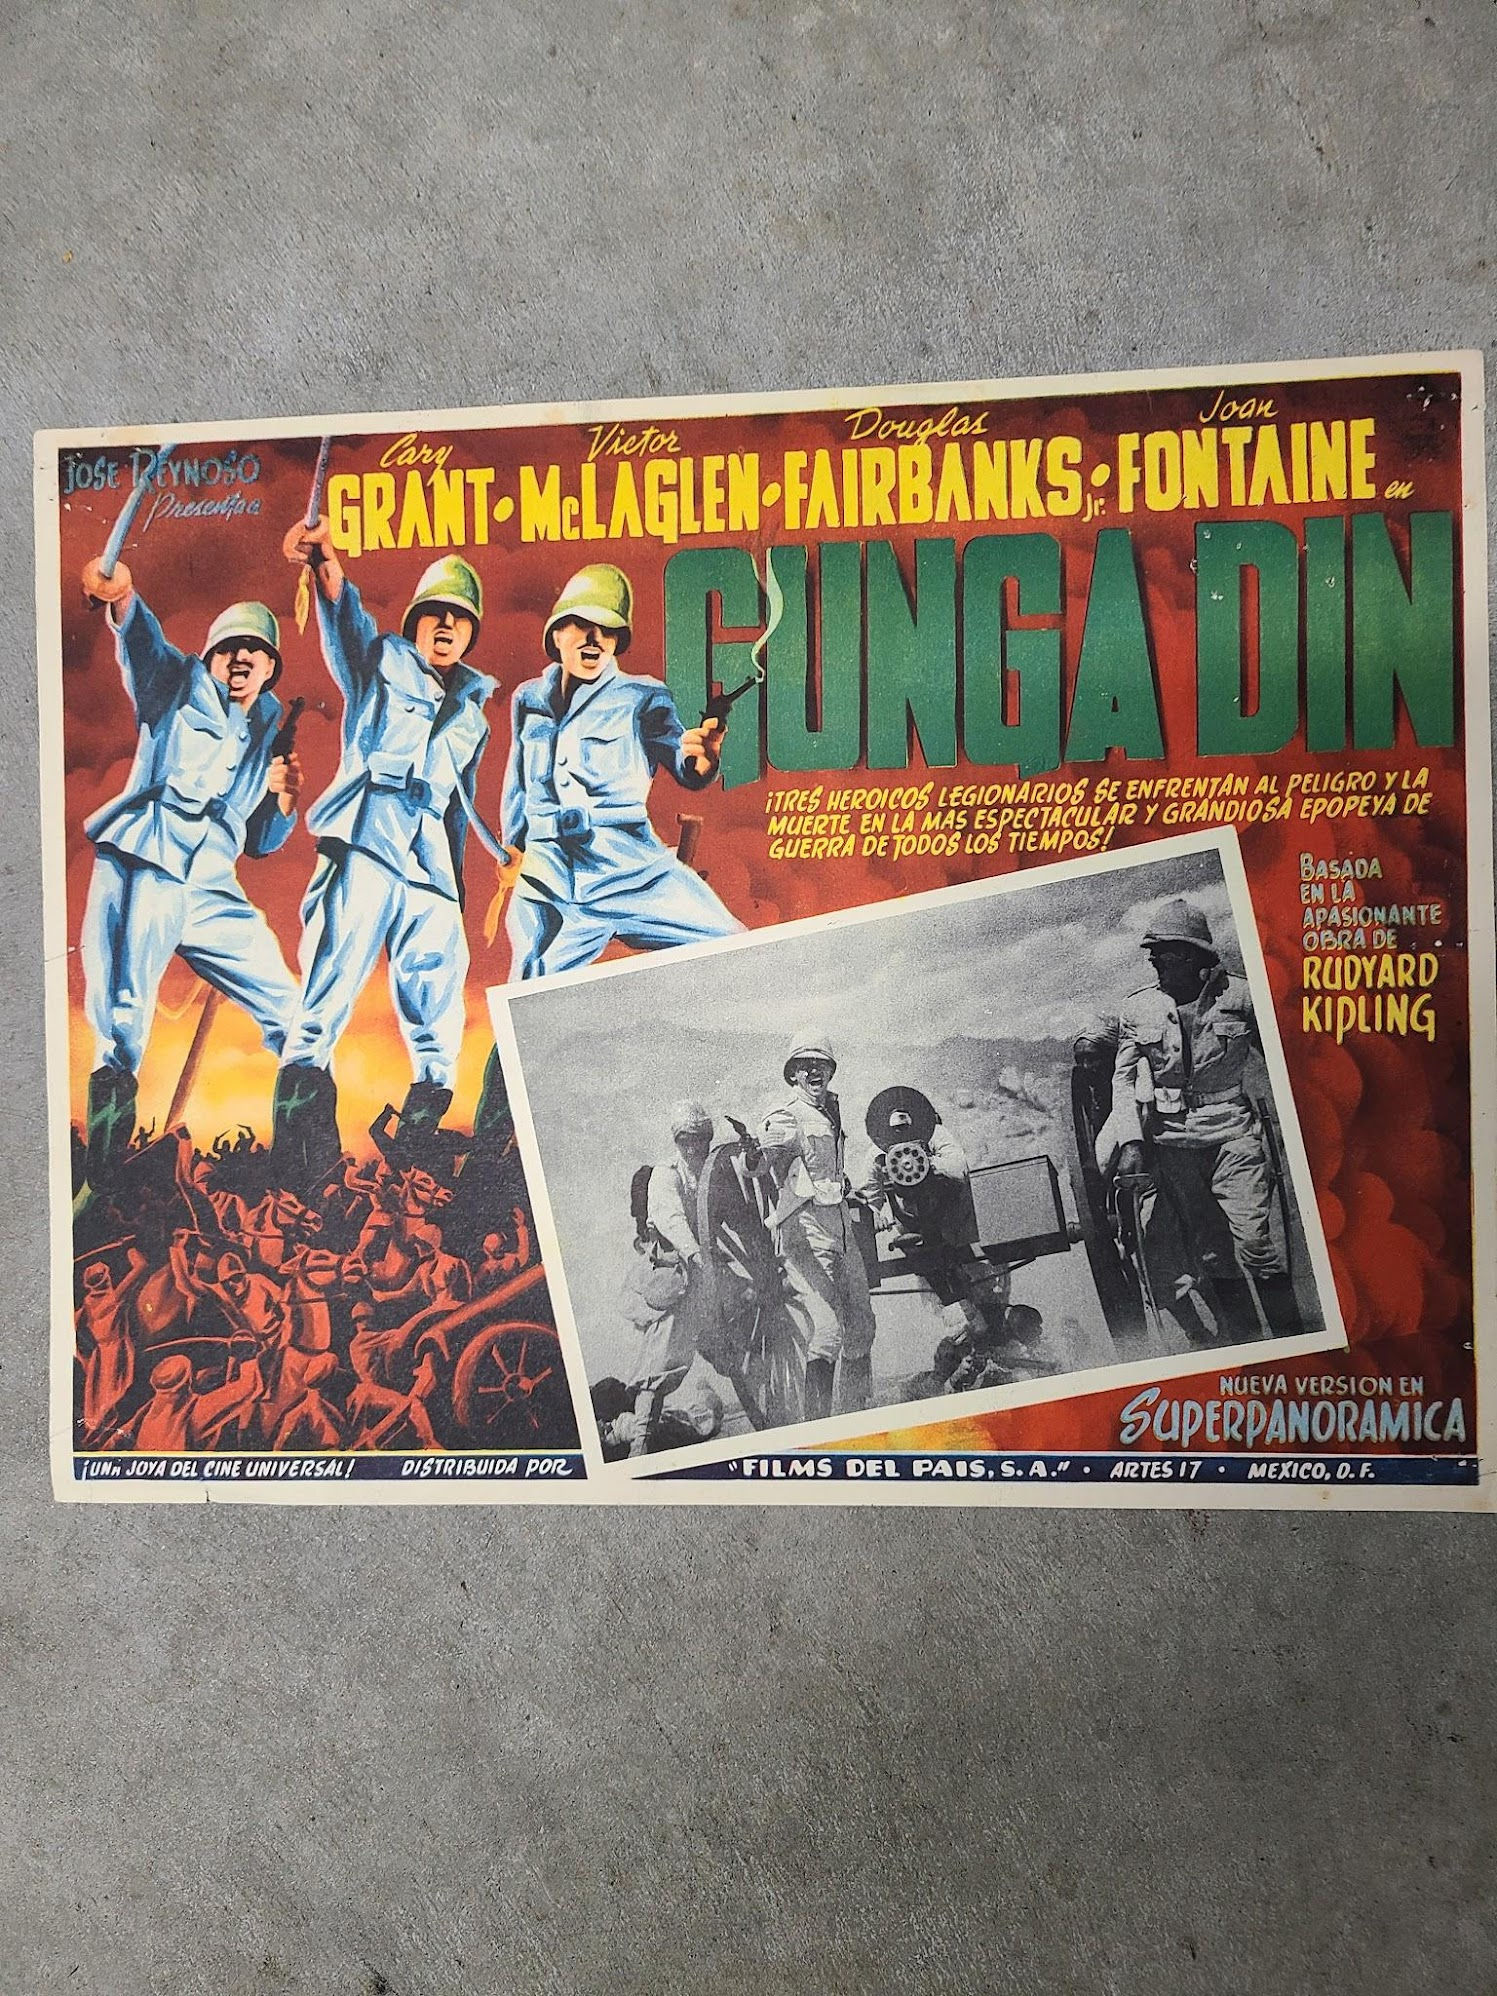 JOSE REYNOSO
Presenta a
Cary Victor Douglas Joan
GRANT • McLAGLEN • FAIRBANKS Jr. • FONTAINE en
GUNGA DIN
¡TRES HEROICOS LEGIONARIOS SE ENFRENTAN AL PELIGRO Y LA
MUERTE EN LA MAS ESPECTACULAR Y GRANDIOSA EPOPEYA DE
GUERRA DE TODOS LOS TIEMPOS!
BASADA
EN LA
APASIONANTE
OBRA DE
RUDYARD
KIPLING
NUEVA VERSION EN
SUPERPANORAMICA
¡UNA JOYA DEL CINE UNIVERSAL! DISTRIBUIDA POR "FILMS DEL PAIS, S. A." • ARTES 17 • MEXICO, D. F.